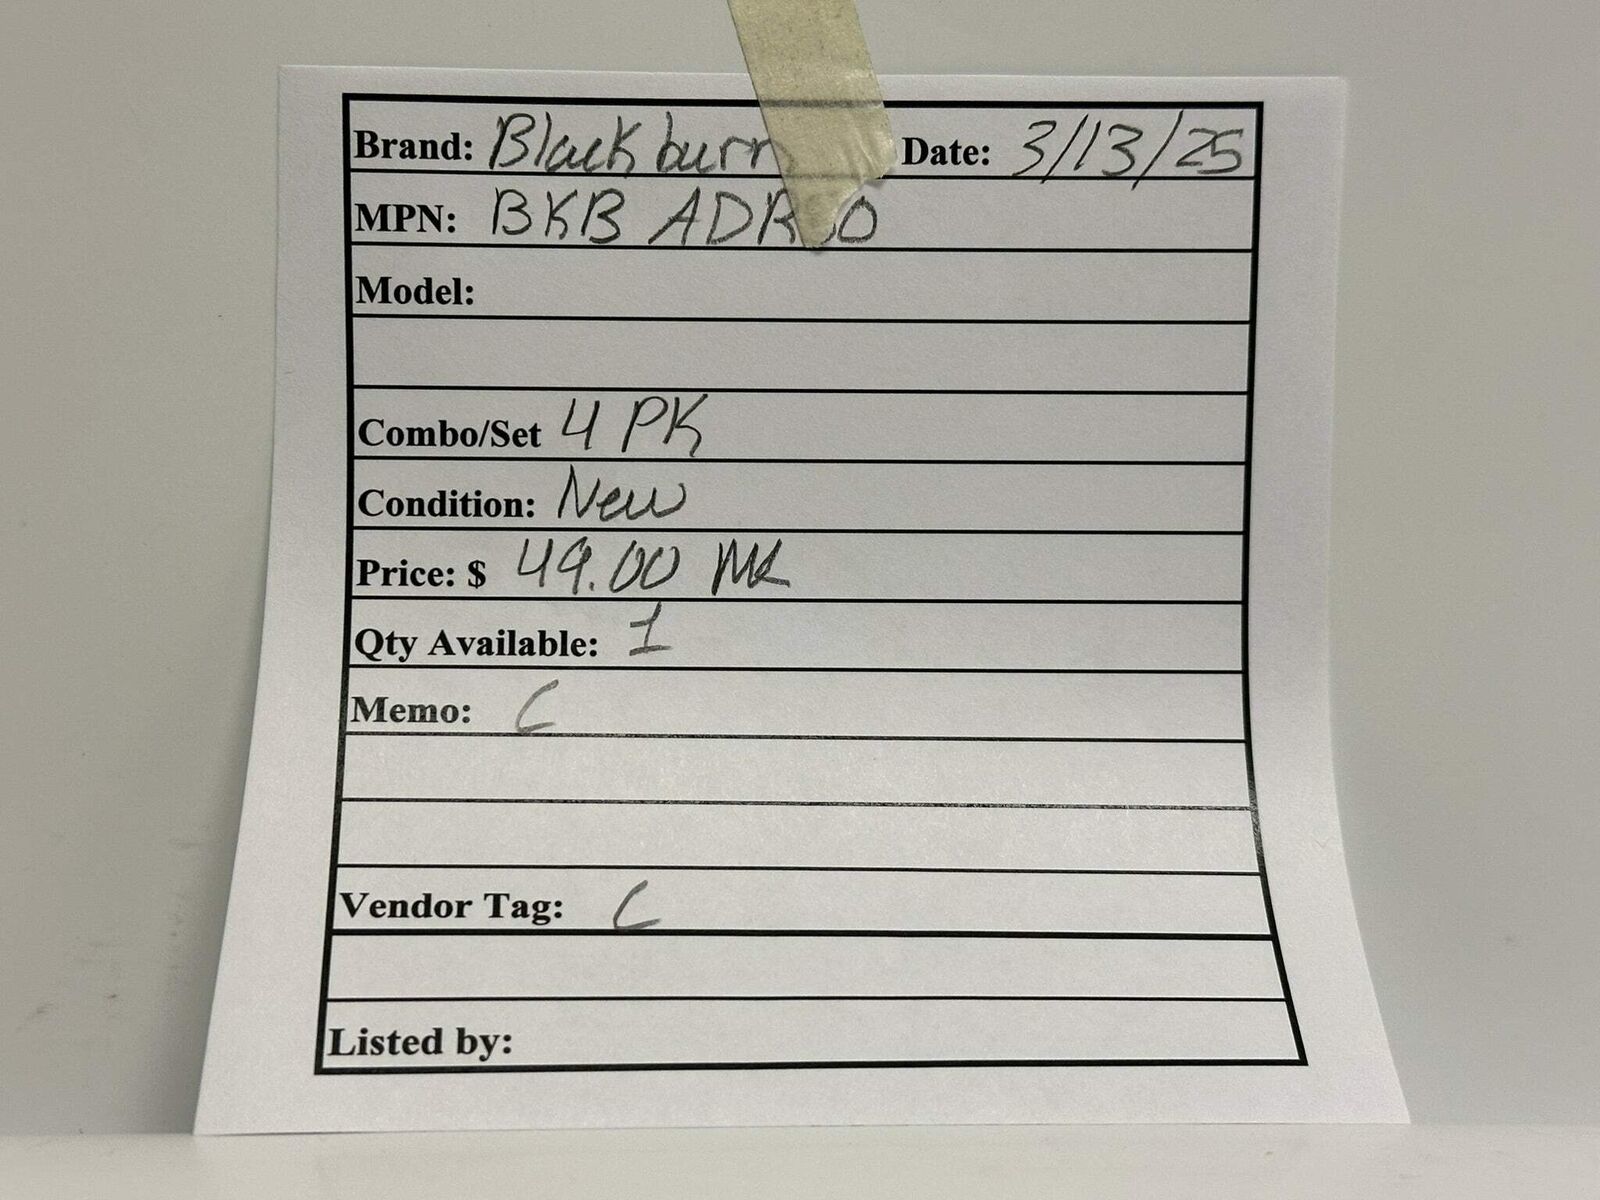 Brand: Blackburn Date: 3/13/25
MPN: BKB
Model:
Combo/Set 4 PK
Condition: New
Price: $ 49.00 MK
Qty Available: 1
Memo: C
Vendor Tag: C
Listed by: